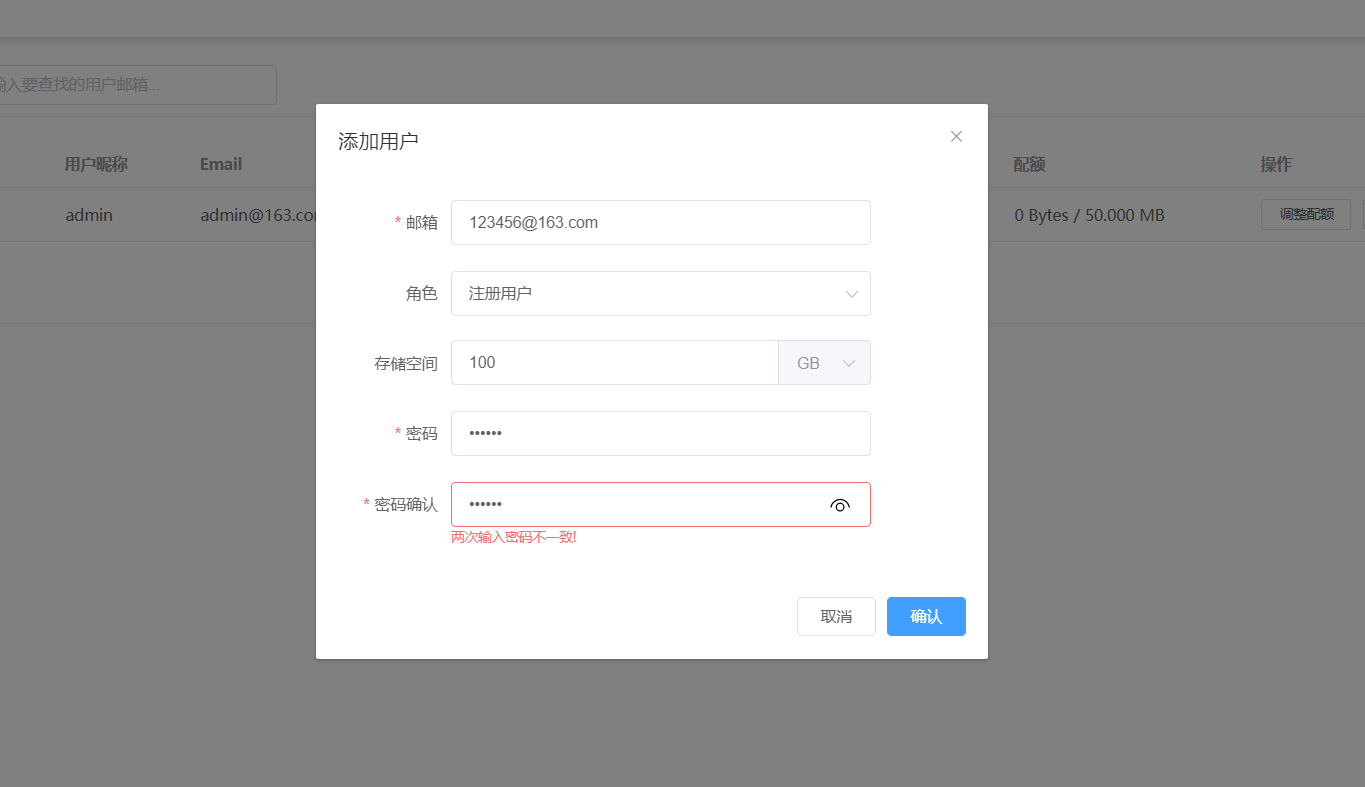 输入要查找的用户邮箱...
用户昵称 Email 配额 操作
admin admin@163.co 0 Bytes / 50.000 MB 调整配额
添加用户
* 邮箱 123456@163.com
角色 注册用户
存储空间 100 GB
* 密码 ••••••
* 密码确认 ••••••
两次输入密码不一致!
取消 确认